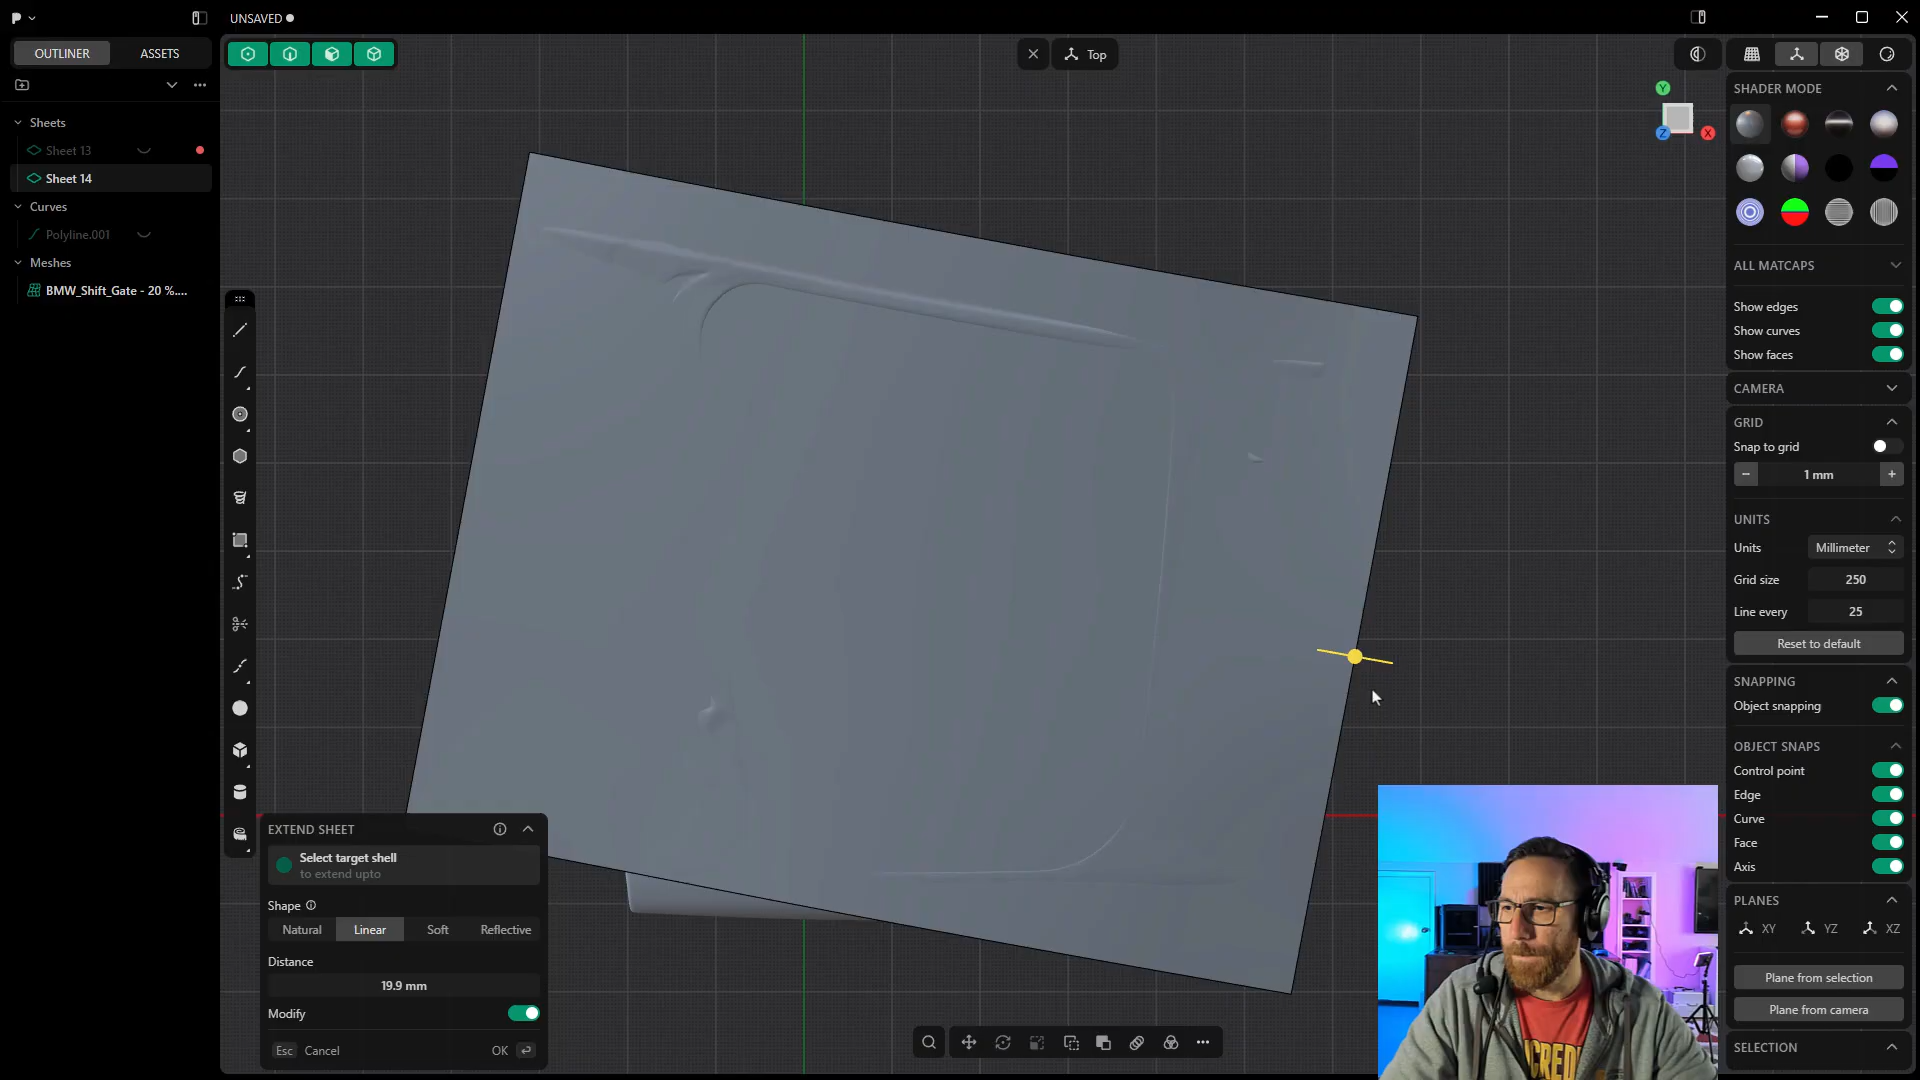 UNSAVED
OUTLINER
ASSETS
Sheets
Sheet 13
Sheet 14
Curves
Polyline.001
Meshes
BMW_Shift_Gate - 20 %....
Top
Y
Z
X
EXTEND SHEET
Select target shell
to extend upto
Shape
Natural
Linear
Soft
Reflective
Distance
19.9 mm
Modify
Esc
Cancel
OK
SHADER MODE
ALL MATCAPS
Show edges
Show curves
Show faces
CAMERA
GRID
Snap to grid
1 mm
UNITS
Units
Millimeter
Grid size
250
Line every
25
Reset to default
SNAPPING
Object snapping
OBJECT SNAPS
Control point
Edge
Curve
Face
Axis
PLANES
XY
YZ
XZ
Plane from selection
Plane from camera
SELECTION